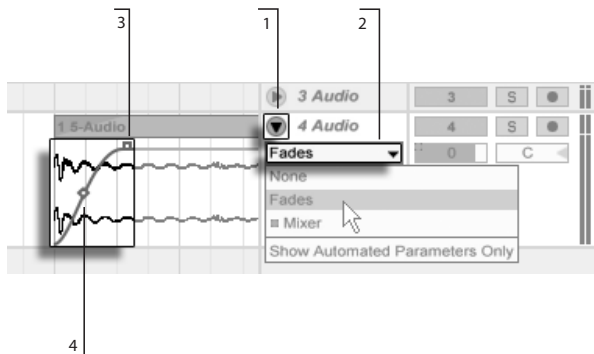 3 1 2
3 Audio 3 S
1 5-Audio 4 Audio 4 S
Fades 0 C
None
Fades
Mixer
Show Automated Parameters Only
4